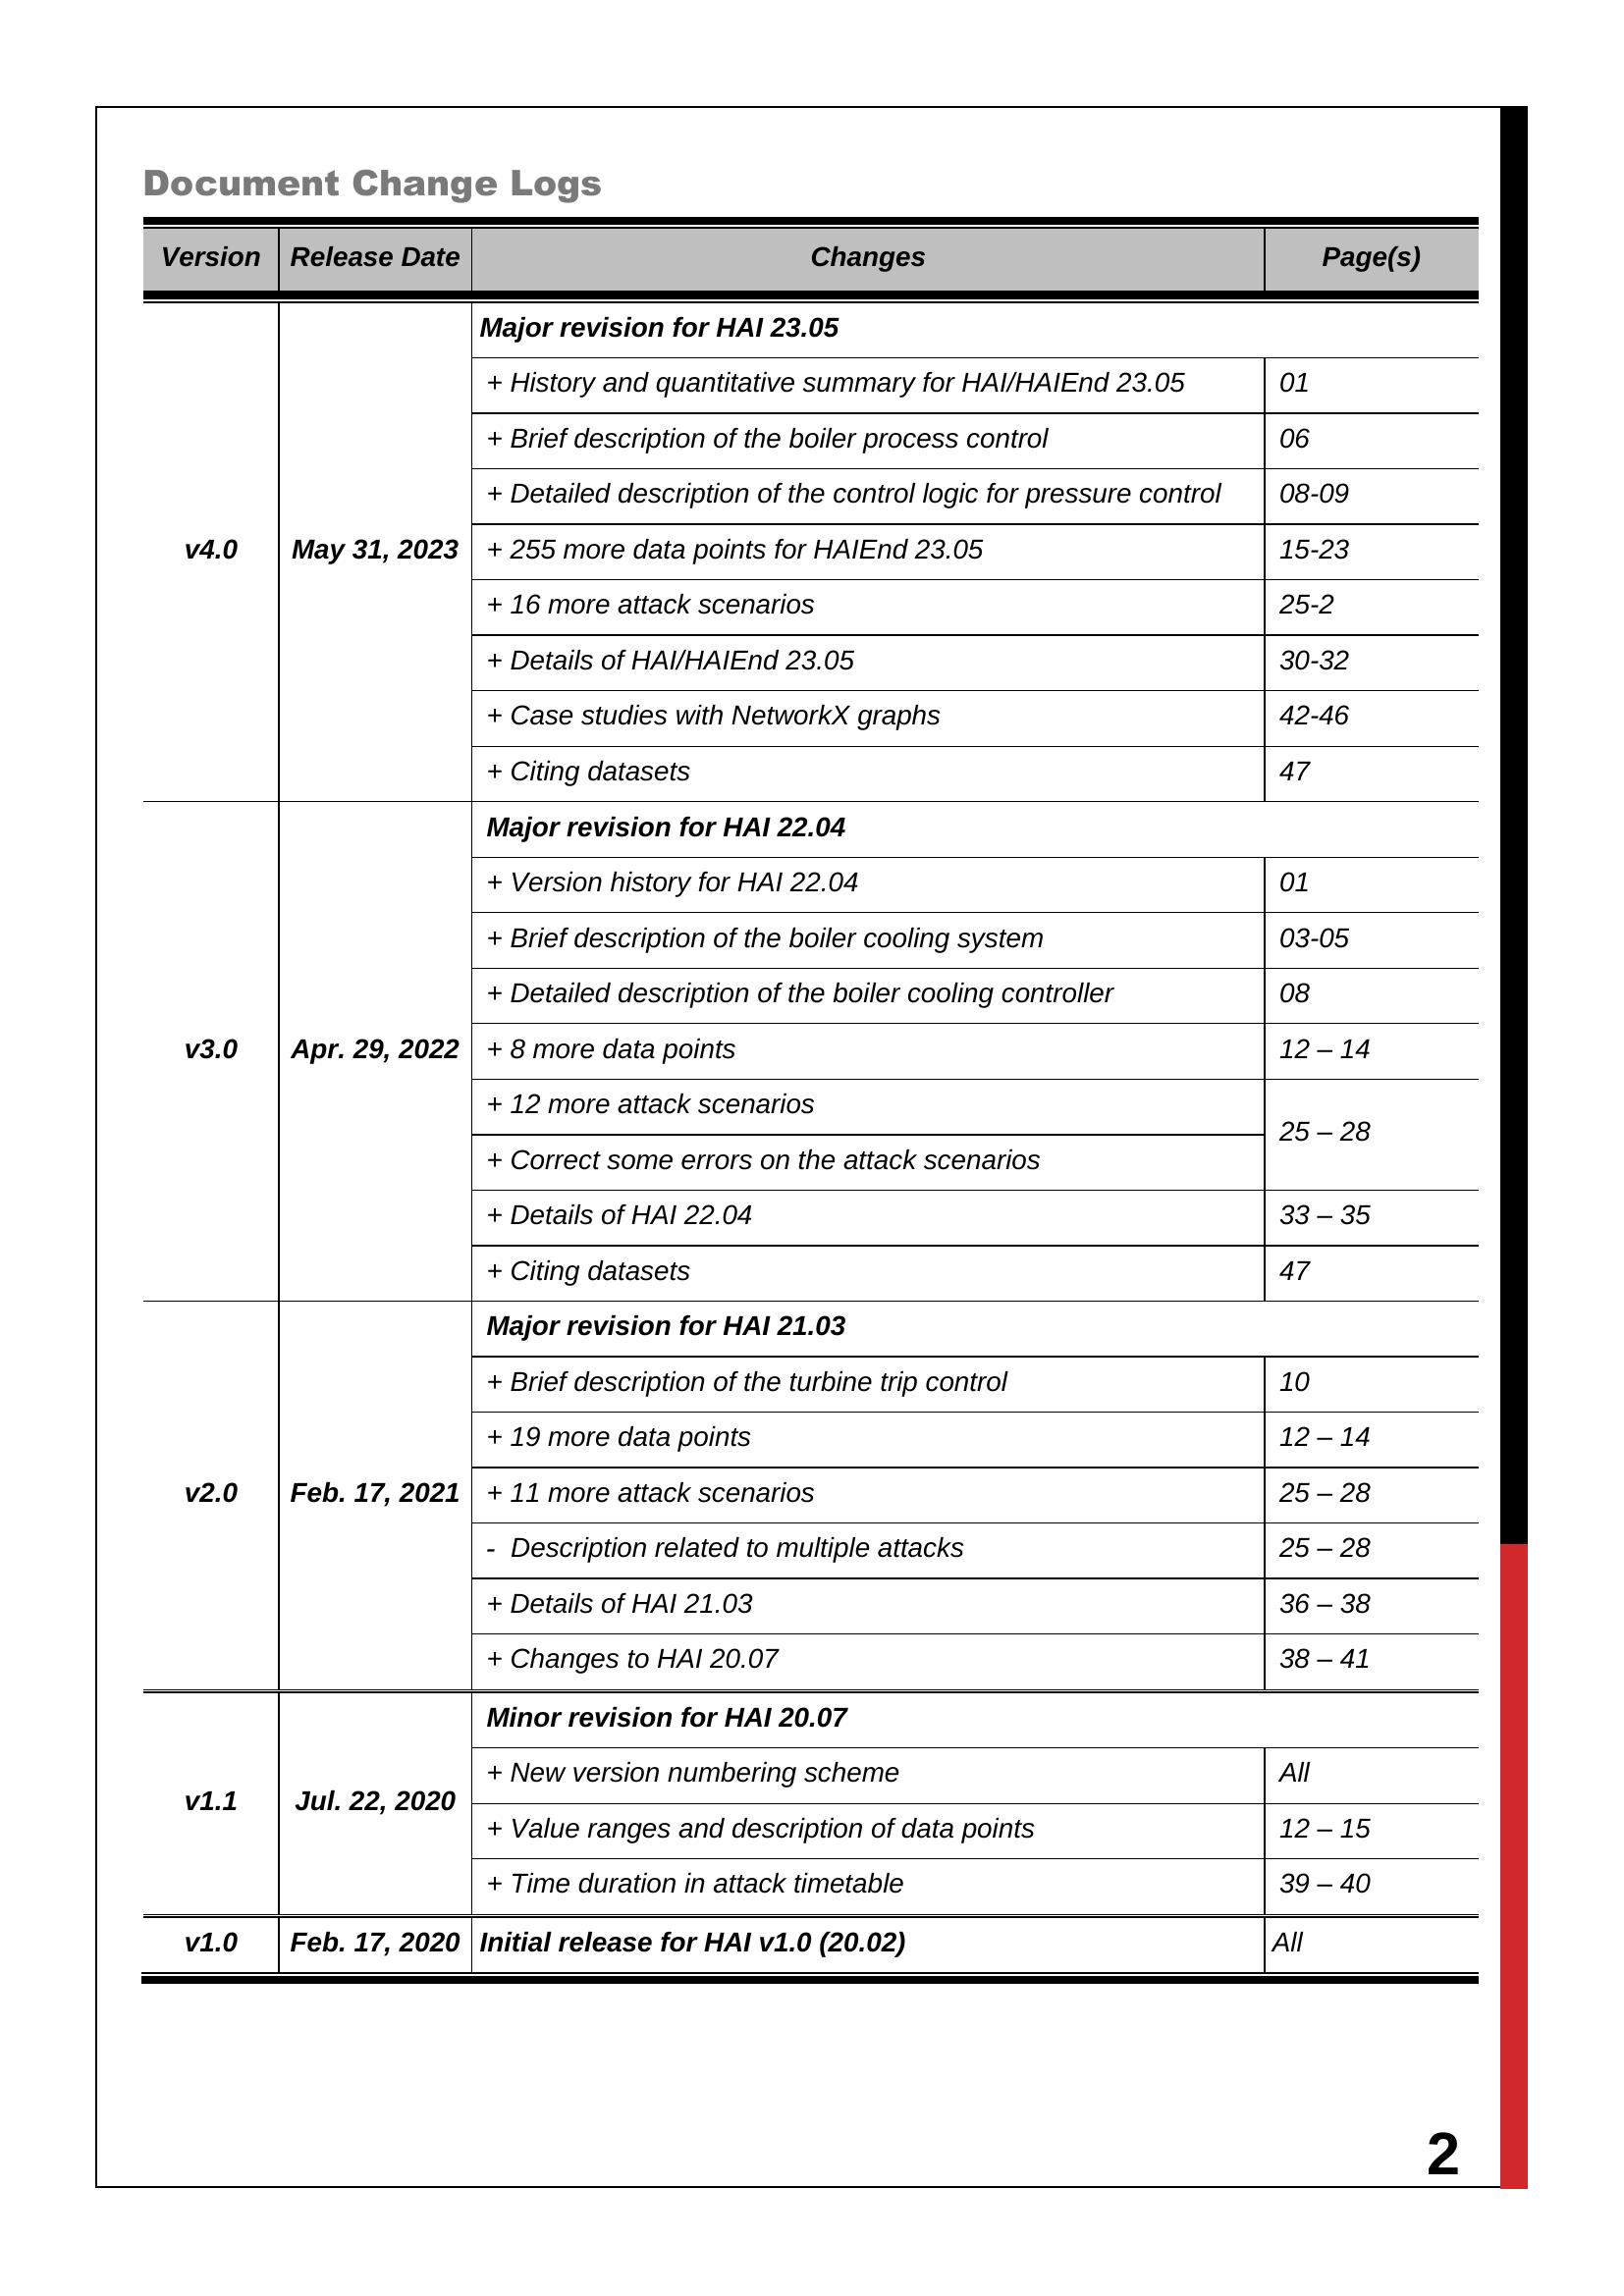 Document Change Logs
Version Release Date Changes Page(s)
Major revision for HAI 23.05
+ History and quantitative summary for HAI/HAIEnd 23.05 01
+ Brief description of the boiler process control 06
+ Detailed description of the control logic for pressure control 08-09
v4.0 May 31, 2023 + 255 more data points for HAIEnd 23.05 15-23
+ 16 more attack scenarios 25-2
+ Details of HAI/HAIEnd 23.05 30-32
+ Case studies with NetworkX graphs 42-46
+ Citing datasets 47
Major revision for HAI 22.04
+ Version history for HAI 22.04 01
+ Brief description of the boiler cooling system 03-05
+ Detailed description of the boiler cooling controller 08
v3.0 Apr. 29, 2022 + 8 more data points 12 – 14
+ 12 more attack scenarios
25 – 28
+ Correct some errors on the attack scenarios
+ Details of HAI 22.04 33 – 35
+ Citing datasets 47
Major revision for HAI 21.03
+ Brief description of the turbine trip control 10
+ 19 more data points 12 – 14
v2.0 Feb. 17, 2021 + 11 more attack scenarios 25 – 28
- Description related to multiple attacks 25 – 28
+ Details of HAI 21.03 36 – 38
+ Changes to HAI 20.07 38 – 41
Minor revision for HAI 20.07
+ New version numbering scheme All
v1.1 Jul. 22, 2020
+ Value ranges and description of data points 12 – 15
+ Time duration in attack timetable 39 – 40
v1.0 Feb. 17, 2020 Initial release for HAI v1.0 (20.02) All
2